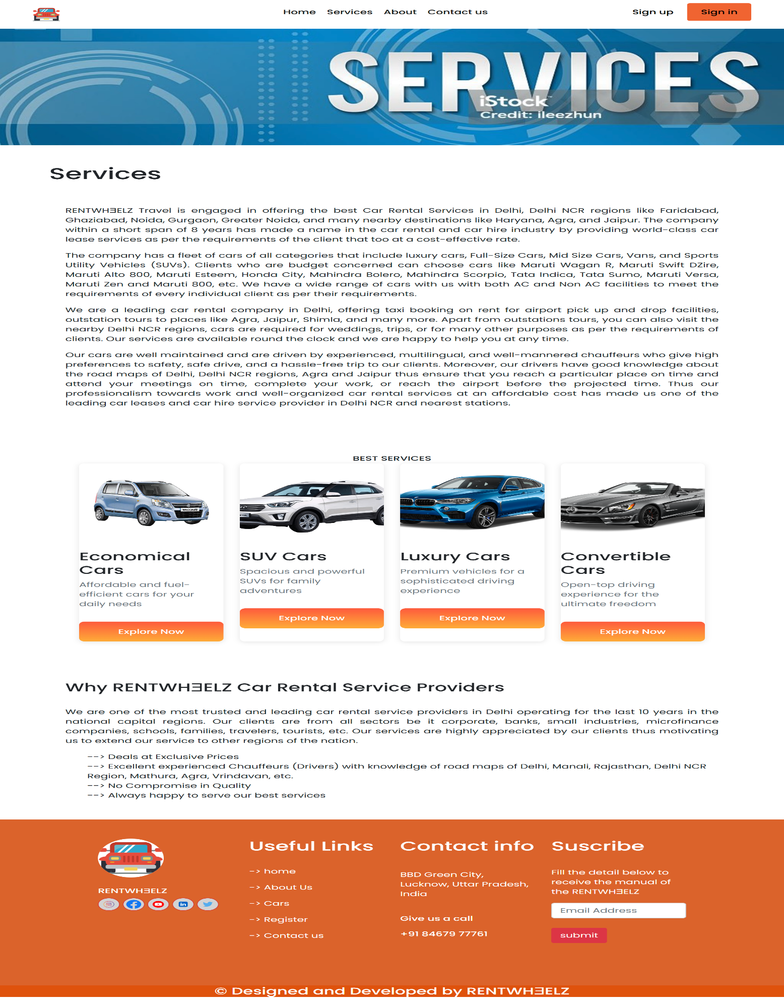 Home Services About Contact us Sign up Sign in
SERVICES
iStock™
Credit: ileezhun
Services
RENTWHƎELZ Travel is engaged in offering the best Car Rental Services in Delhi, Delhi NCR regions like Faridabad,
Ghaziabad, Noida, Gurgaon, Greater Noida, and many nearby destinations like Haryana, Agra, and Jaipur. The company
within a short span of 8 years has made a name in the car rental and car hire industry by providing world-class car
lease services as per the requirements of the client that too at a cost-effective rate.
The company has a fleet of cars of all categories that include luxury cars, Full-Size Cars, Mid Size Cars, Vans, and Sports
Utility Vehicles (SUVs). Clients who are budget concerned can choose cars like Maruti Wagan R, Maruti Swift DZire,
Maruti Alto 800, Maruti Esteem, Honda City, Mahindra Bolero, Mahindra Scorpio, Tata Indica, Tata Sumo, Maruti Versa,
Maruti Zen and Maruti 800, etc. We have a wide range of cars with us with both AC and Non AC facilities to meet the
requirements of every individual client as per their requirements.
We are a leading car rental company in Delhi, offering taxi booking on rent for airport pick up and drop facilities,
outstation tours to places like Agra, Jaipur, Shimla, and many more. Apart from outstations tours, you can also visit the
nearby Delhi NCR regions, cars are required for weddings, trips, or for many other purposes as per the requirements of
clients. Our services are available round the clock and we are happy to help you at any time.
Our cars are well maintained and are driven by experienced, multilingual, and well-mannered chauffeurs who give high
preferences to safety, safe drive, and a hassle-free trip to our clients. Moreover, our drivers have good knowledge about
the road maps of Delhi, Delhi NCR regions, Agra and Jaipur thus ensure that you reach a particular place on time and
attend your meetings on time, complete your work, or reach the airport before the projected time. Thus our
professionalism towards work and well-organized car rental services at an affordable cost has made us one of the
leading car leases and car hire service provider in Delhi NCR and nearest stations.
BEST SERVICES
WAGONR
Economical
Cars
Affordable and fuel-
efficient cars for your
daily needs
Explore Now
SUV Cars
Spacious and powerful
SUVs for family
adventures
Explore Now
Luxury Cars
Premium vehicles for a
sophisticated driving
experience
Explore Now
Convertible
Cars
Open-top driving
experience for the
ultimate freedom
Explore Now
Why RENTWHƎELZ Car Rental Service Providers
We are one of the most trusted and leading car rental service providers in Delhi operating for the last 10 years in the
national capital regions. Our clients are from all sectors be it corporate, banks, small industries, microfinance
companies, schools, families, travelers, tourists, etc. Our services are highly appreciated by our clients thus motivating
us to extend our service to other regions of the nation.
--> Deals at Exclusive Prices
--> Excellent experienced Chauffeurs (Drivers) with knowledge of road maps of Delhi, Manali, Rajasthan, Delhi NCR
Region, Mathura, Agra, Vrindavan, etc.
--> No Compromise in Quality
--> Always happy to serve our best services
RENTWHƎELZ
in
Useful Links
-> home
-> About Us
-> Cars
-> Register
-> Contact us
Contact info
BBD Green City,
Lucknow, Uttar Pradesh,
India
Give us a call
+91 84679 77761
Suscribe
Fill the detail below to
receive the manual of
the RENTWHƎELZ
Email Address
submit
© Designed and Developed by RENTWHƎELZ